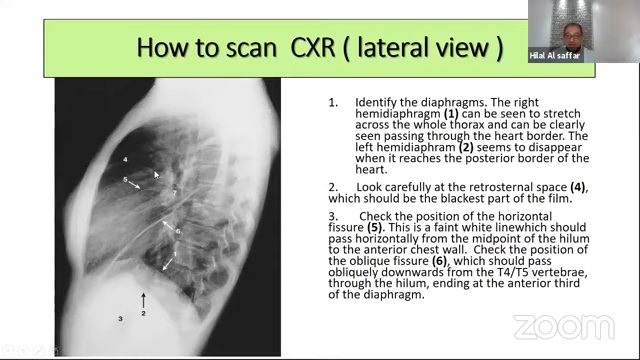 How to scan CXR ( lateral view )
Hilal Al saffar
1. Identify the diaphragms. The right
hemidiaphragm (1) can be seen to stretch
across the whole thorax and can be clearly
seen passing through the heart border. The
left hemidiaphram (2) seems to disappear
when it reaches the posterior border of the
heart.
2. Look carefully at the retrosternal space (4),
which should be the blackest part of the film.
3. Check the position of the horizontal
fissure (5). This is a faint white linewhich should
pass horizontally from the midpoint of the hilum
to the anterior chest wall. Check the position
of the oblique fissure (6), which should pass
obliquely downwards from the T4/T5 vertebrae,
through the hilum, ending at the anterior third
of the diaphragm.
4
5
7
6
1
2
3
zoom